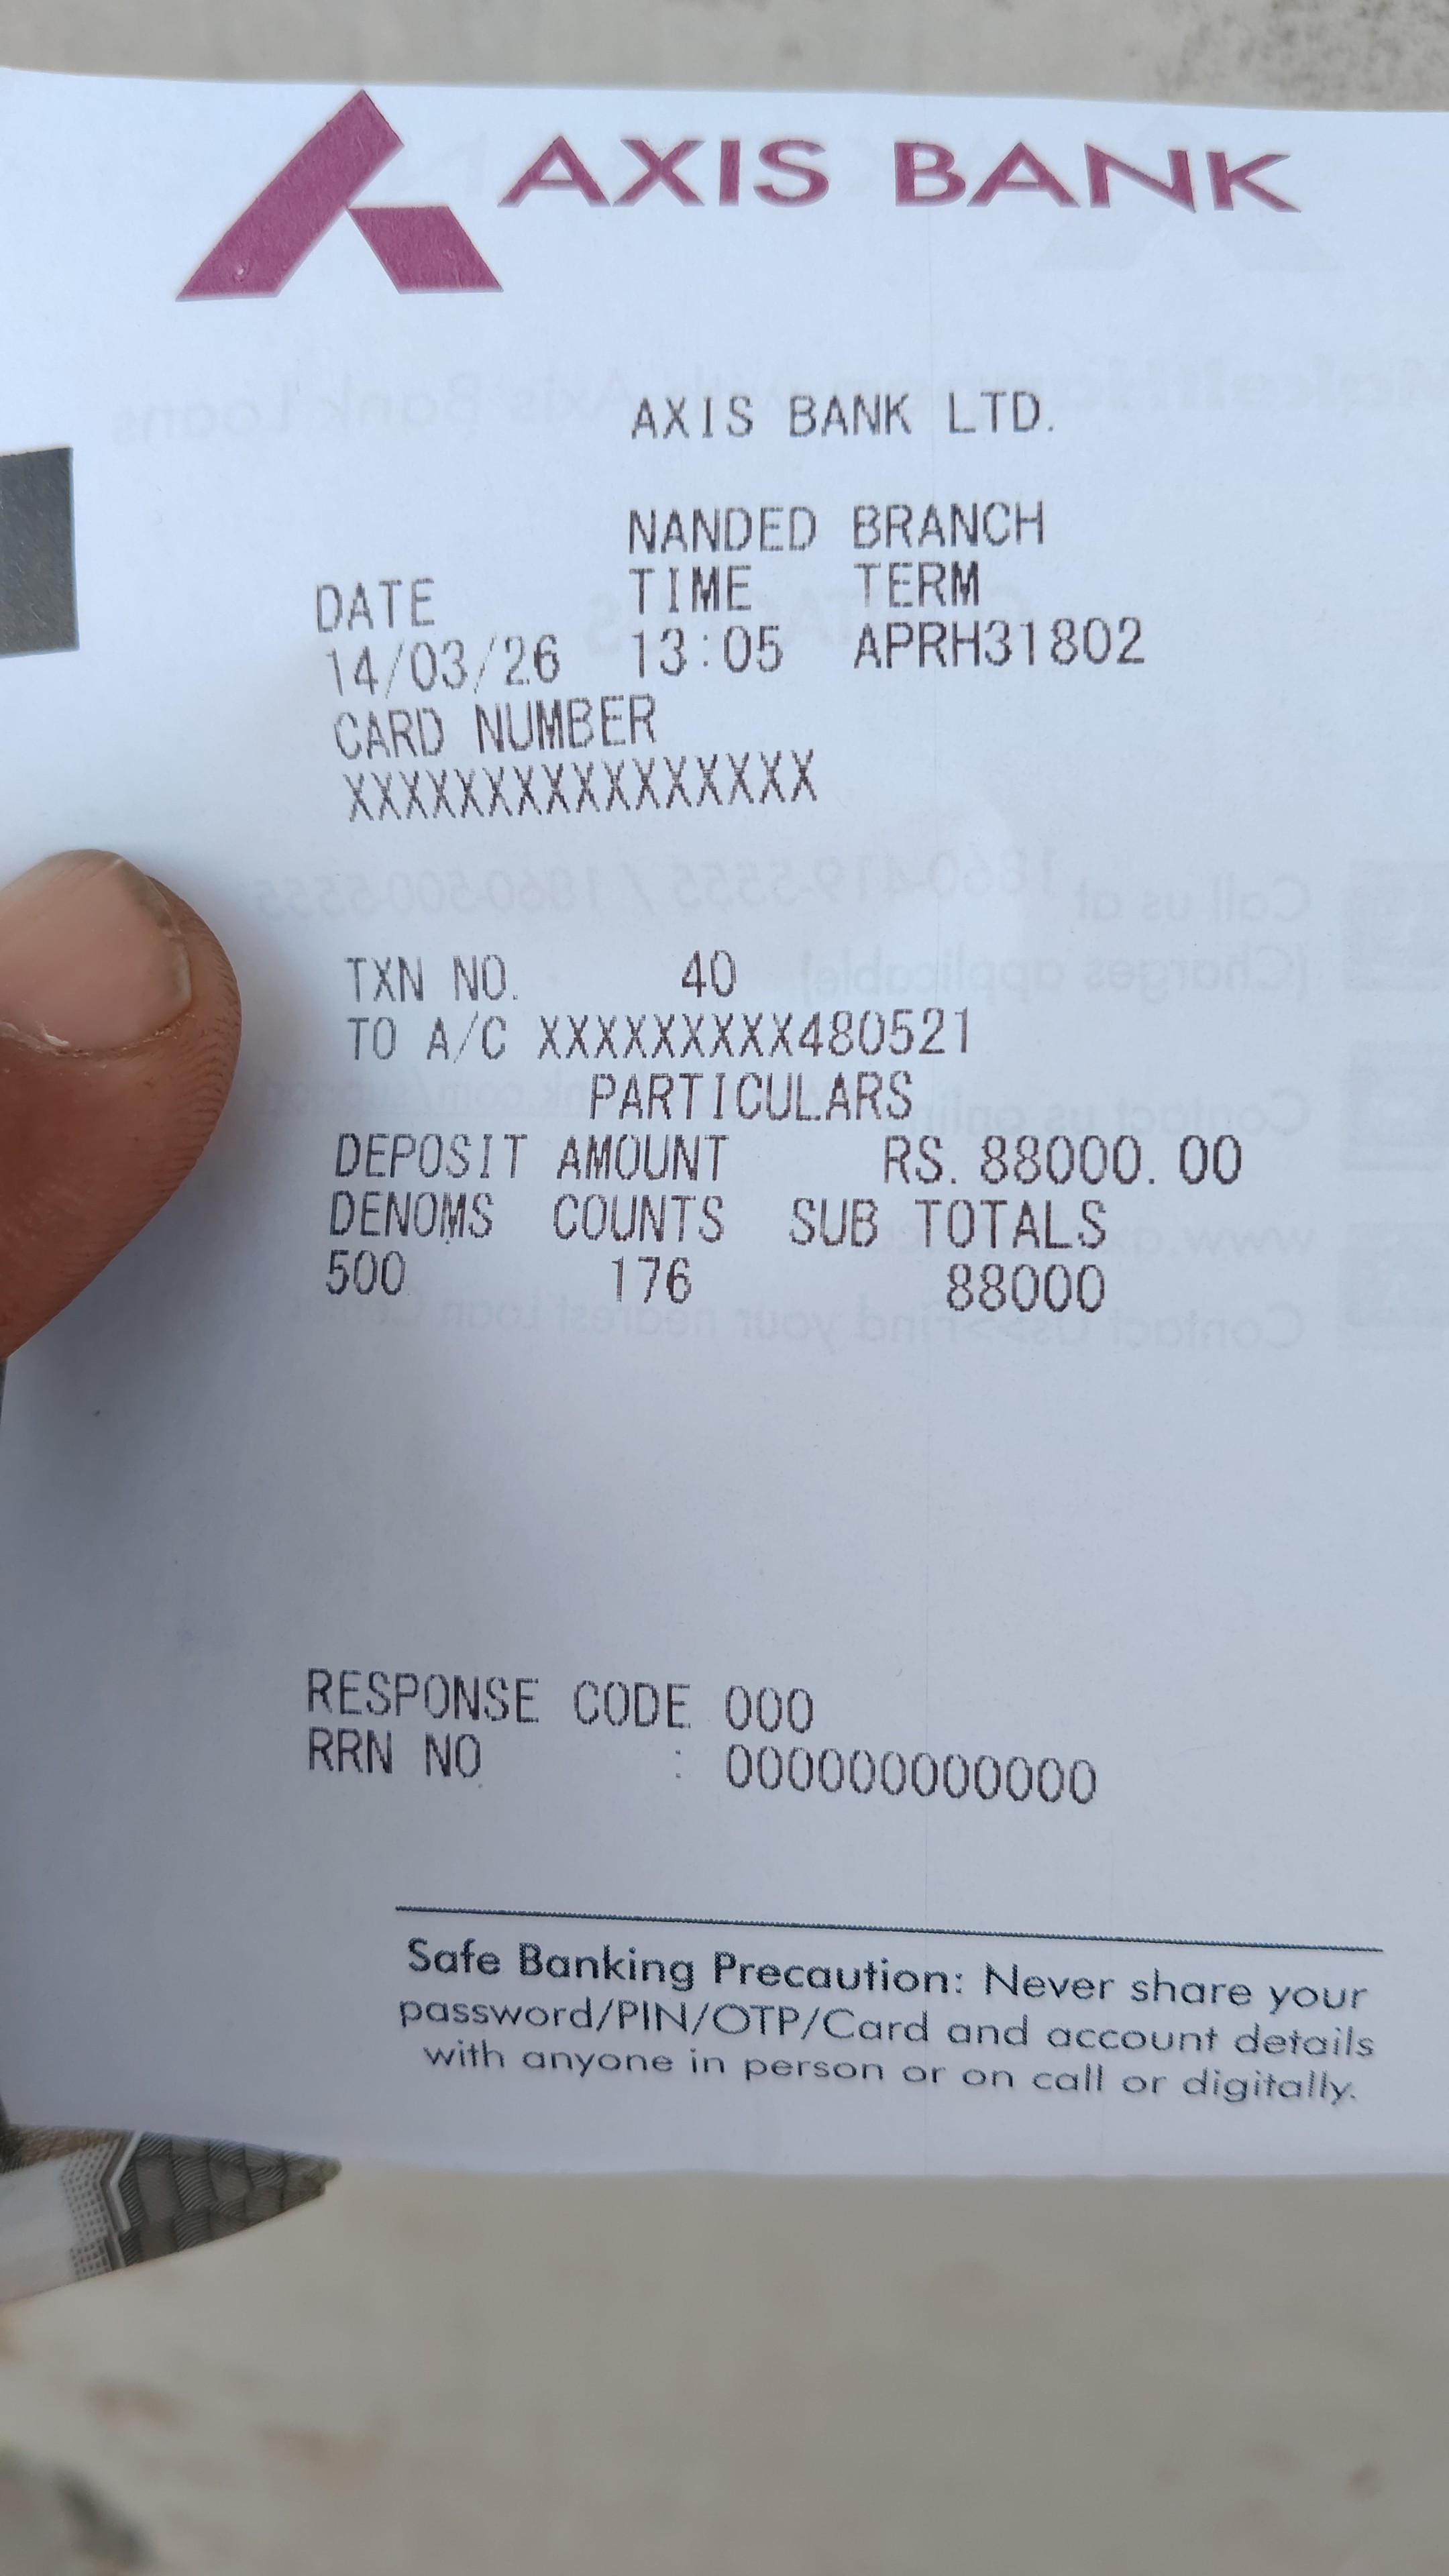 AXIS BANK
AXIS BANK LTD.
NANDED BRANCH
DATE TIME TERM
14/03/26 13:05 APRH31802
CARD NUMBER
XXXXXXXXXXXXXXXX
TXN NO. 40
TO A/C XXXXXXXXX480521
PARTICULARS
DEPOSIT AMOUNT RS. 88000.00
DENOMS COUNTS SUB TOTALS
500 176 88000
RESPONSE CODE 000
RRN NO : 000000000000
Safe Banking Precaution: Never share your
password/PIN/OTP/Card and account details
with anyone in person or on call or digitally.